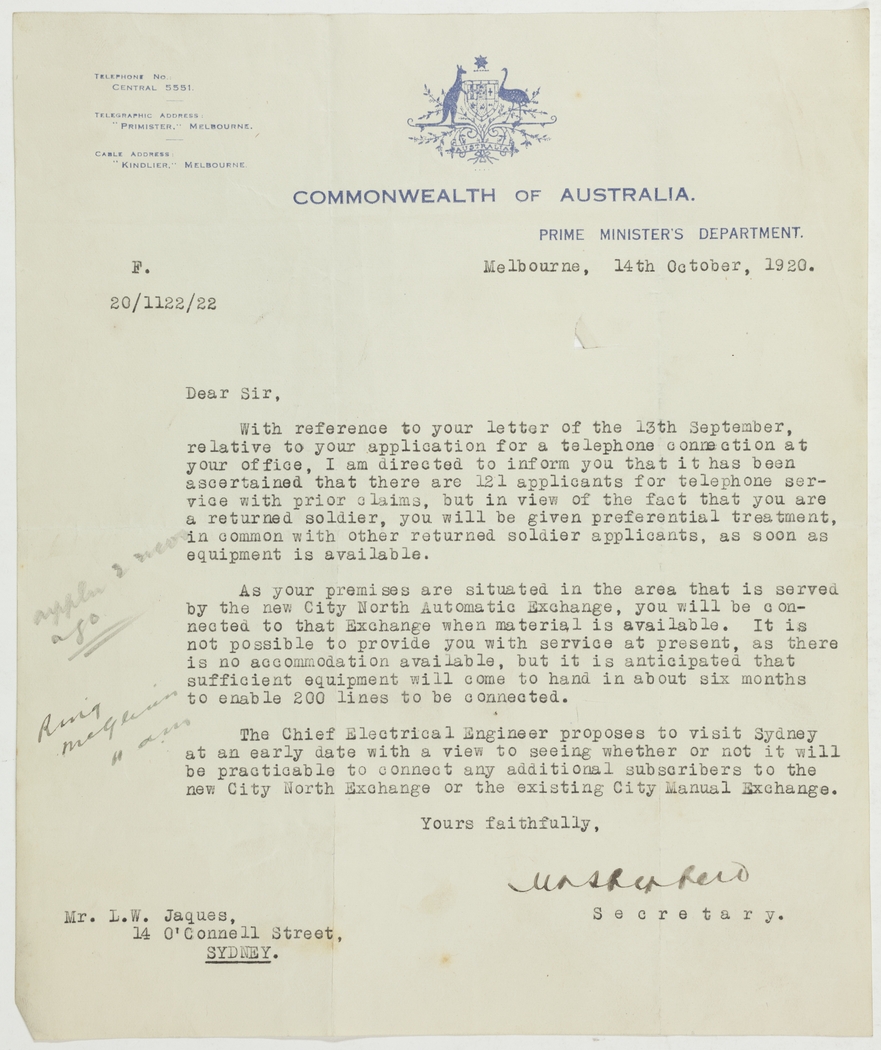 TELEPHONE No.:
CENTRAL 5551.
TELEGRAPHIC ADDRESS:
"PRIMISTER," MELBOURNE.
CABLE ADDRESS:
"KINDLIER," MELBOURNE.
AUSTRALIA
COMMONWEALTH OF AUSTRALIA.
PRIME MINISTER'S DEPARTMENT.
F.
Melbourne, 14th October, 1920.
20/1122/22
Dear Sir,
With reference to your letter of the 13th September,
relative to your application for a telephone connection at
your office, I am directed to inform you that it has been
ascertained that there are 121 applicants for telephone ser-
vice with prior claims, but in view of the fact that you are
a returned soldier, you will be given preferential treatment,
in common with other returned soldier applicants, as soon as
equipment is available.
As your premises are situated in the area that is served
by the new City North Automatic Exchange, you will be con-
nected to that Exchange when material is available. It is
not possible to provide you with service at present, as there
is no accommodation available, but it is anticipated that
sufficient equipment will come to hand in about six months
to enable 200 lines to be connected.
The Chief Electrical Engineer proposes to visit Sydney
at an early date with a view to seeing whether or not it will
be practicable to connect any additional subscribers to the
new City North Exchange or the existing City Manual Exchange.
Yours faithfully,
Secretary.
Mr. L.W. Jaques,
14 O'Connell Street,
SYDNEY.
ago
Ring